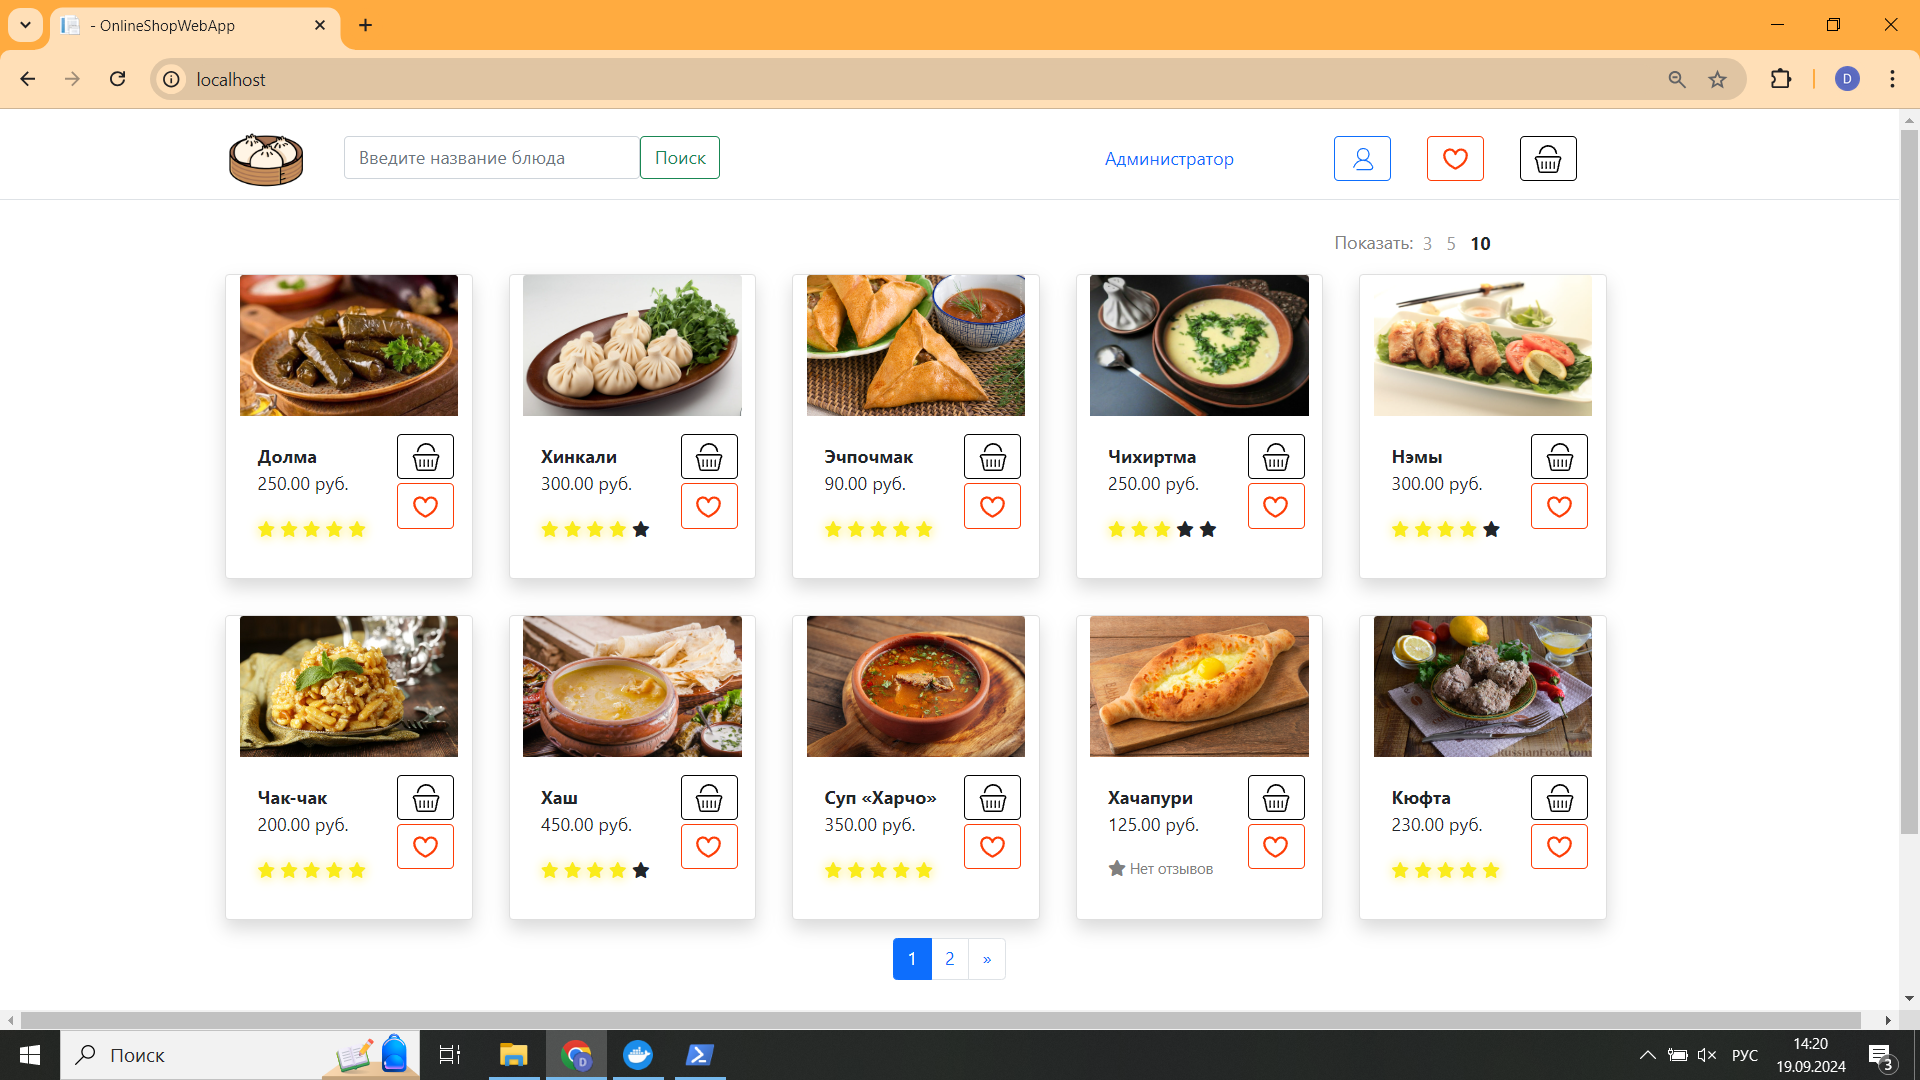 - OnlineShopWebApp
localhost
D
Введите название блюда
Поиск
Администратор
Показать: 3 5 10
Долма
250.00 руб.
Хинкали
300.00 руб.
Эчпочмак
90.00 руб.
Чихиртма
250.00 руб.
Нэмы
300.00 руб.
RussianFood.com
Чак-чак
200.00 руб.
Хаш
450.00 руб.
Суп «Харчо»
350.00 руб.
Хачапури
125.00 руб.
Нет отзывов
Кюфта
230.00 руб.
1 2 »
Поиск
D
РУС
14:20
19.09.2024
3